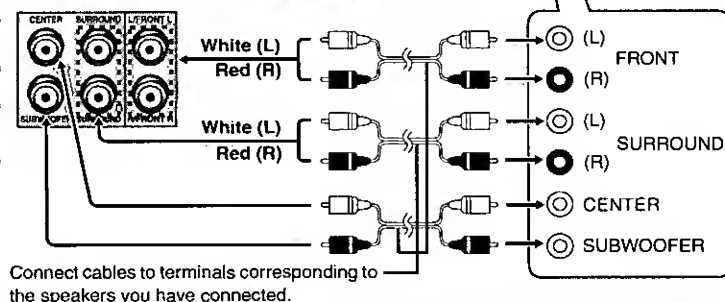 CENTER SURROUND L/FRONT L
SUBWOOFER SURROUND R/FRONT R
White (L)
Red (R)
White (L)
Red (R)
(L)
FRONT
(R)
(L)
SURROUND
(R)
CENTER
SUBWOOFER
Connect cables to terminals corresponding to
the speakers you have connected.